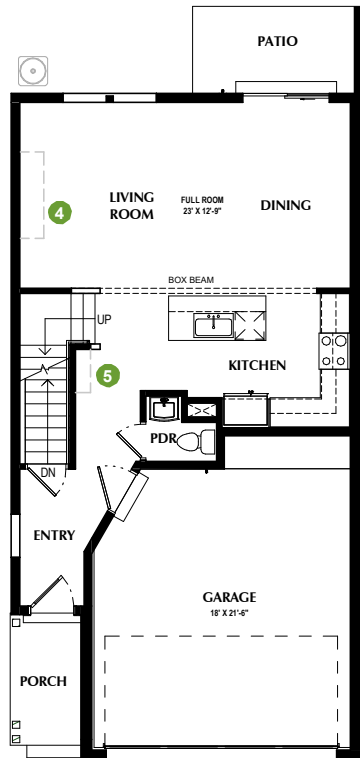 PATIO
LIVING
ROOM
FULL ROOM
23' X 12'-9"
DINING
4
BOX BEAM
UP
KITCHEN
5
PDR
DN
ENTRY
GARAGE
18' X 21'-6"
PORCH